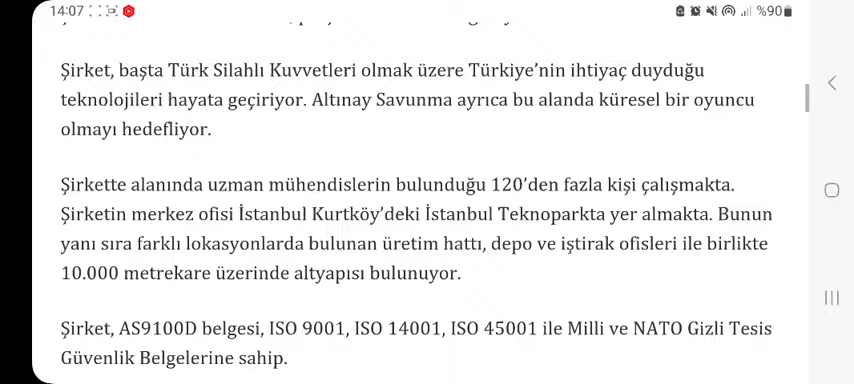 14:07
%90
Şirket, başta Türk Silahlı Kuvvetleri olmak üzere Türkiye’nin ihtiyaç duyduğu
teknolojileri hayata geçiriyor. Altınay Savunma ayrıca bu alanda küresel bir oyuncu
olmayı hedefliyor.
Şirkette alanında uzman mühendislerin bulunduğu 120’den fazla kişi çalışmakta.
Şirketin merkez ofisi İstanbul Kurtköy’deki İstanbul Teknoparkta yer almakta. Bunun
yanı sıra farklı lokasyonlarda bulunan üretim hattı, depo ve iştirak ofisleri ile birlikte
10.000 metrekare üzerinde altyapısı bulunuyor.
Şirket, AS9100D belgesi, ISO 9001, ISO 14001, ISO 45001 ile Milli ve NATO Gizli Tesis
Güvenlik Belgelerine sahip.